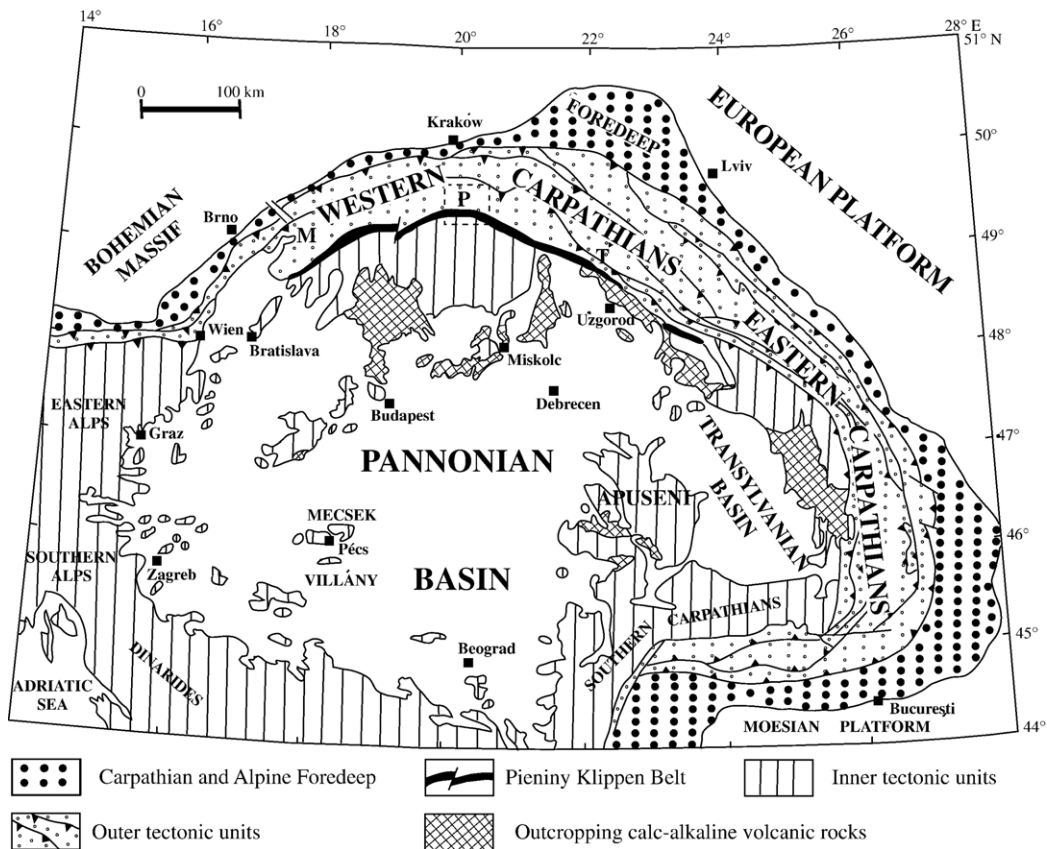 14°
16°
18°
20°
22°
24°
26°
28° E
51° N
0
100 km
Kraków
FOREDEEP
EUROPEAN PLATFORM
50°
Lviv
WESTERN
CARPATHIANS
P
BOHEMIAN
MASSIF
Brno
M
49°
T
Wien
Bratislava
Uzgorod
EASTERN
48°
Miskolc
EASTERN
ALPS
Budapest
Debrecen
Graz
CARPATHIANS
47°
PANNONIAN
TRANSYLVANIAN
BASIN
APUSENI
MECSEK
Pécs
46°
SOUTHERN
ALPS
Zagreb
VILLÁNY
BASIN
CARPATHIANS
SOUTHERN
45°
DINARIDES
Beograd
ADRIATIC
SEA
Bucureşti
MOESIAN PLATFORM
44°
Carpathian and Alpine Foredeep
Pieniny Klippen Belt
Inner tectonic units
Outer tectonic units
Outcropping calc-alkaline volcanic rocks